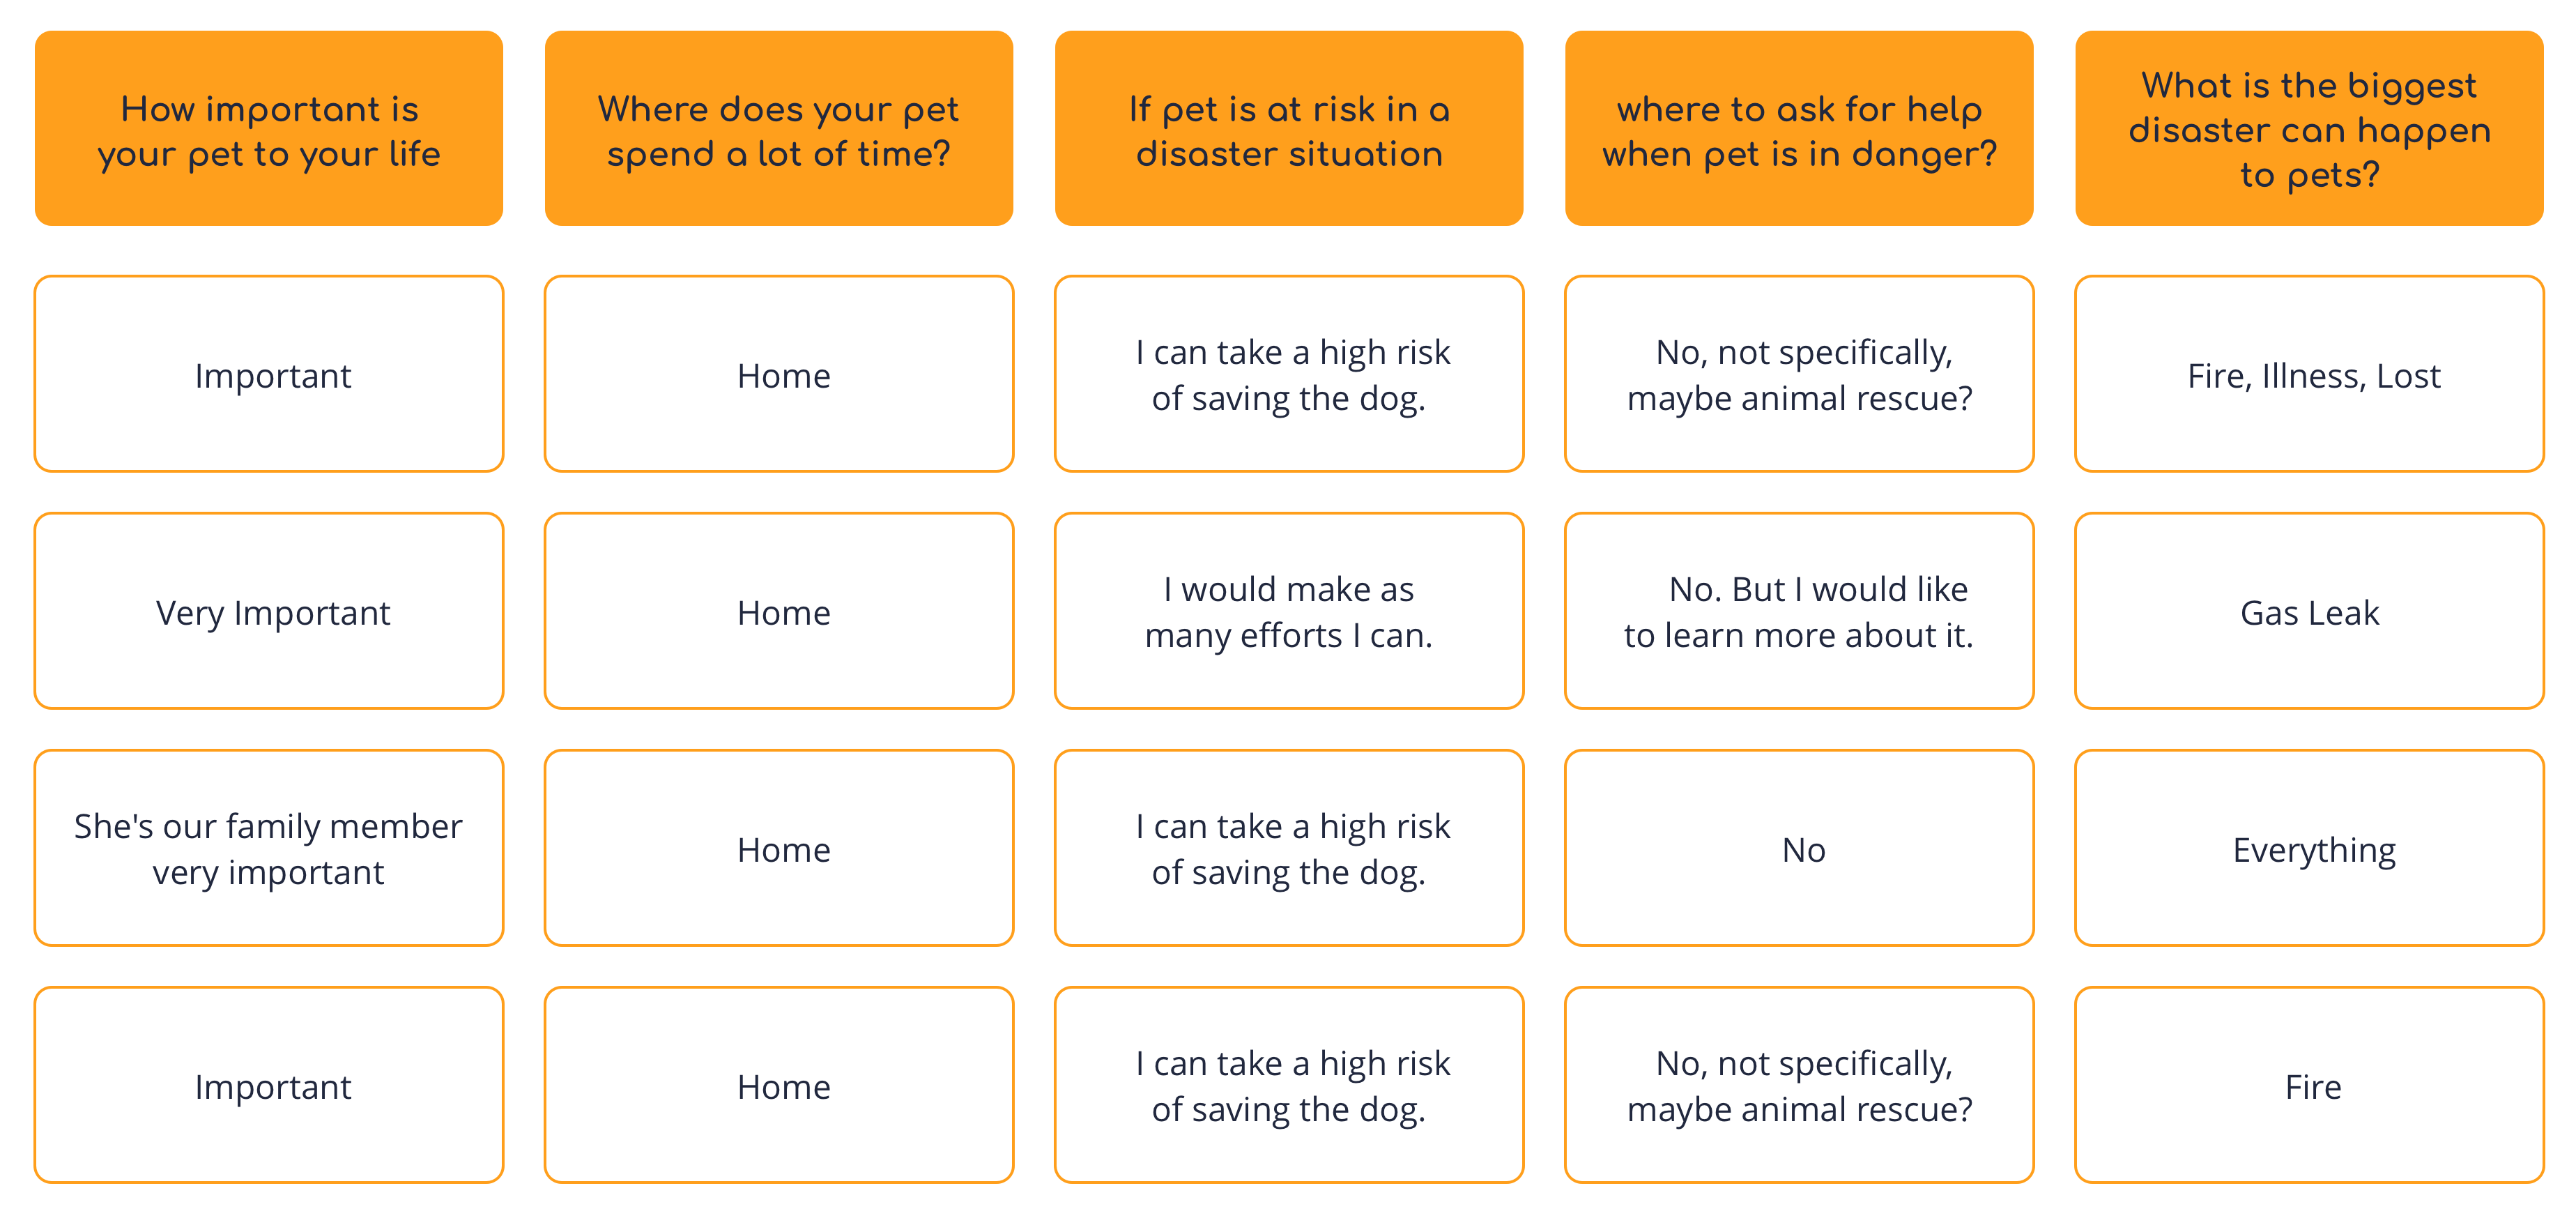 How important is
your pet to your life
Where does your pet
spend a lot of time?
If pet is at risk in a
disaster situation
where to ask for help
when pet is in danger?
What is the biggest
disaster can happen
to pets?
Important
Home
I can take a high risk
of saving the dog.
No, not specifically,
maybe animal rescue?
Fire, Illness, Lost
Very Important
Home
I would make as
many efforts I can.
No. But I would like
to learn more about it.
Gas Leak
She's our family member
very important
Home
I can take a high risk
of saving the dog.
No
Everything
Important
Home
I can take a high risk
of saving the dog.
No, not specifically,
maybe animal rescue?
Fire